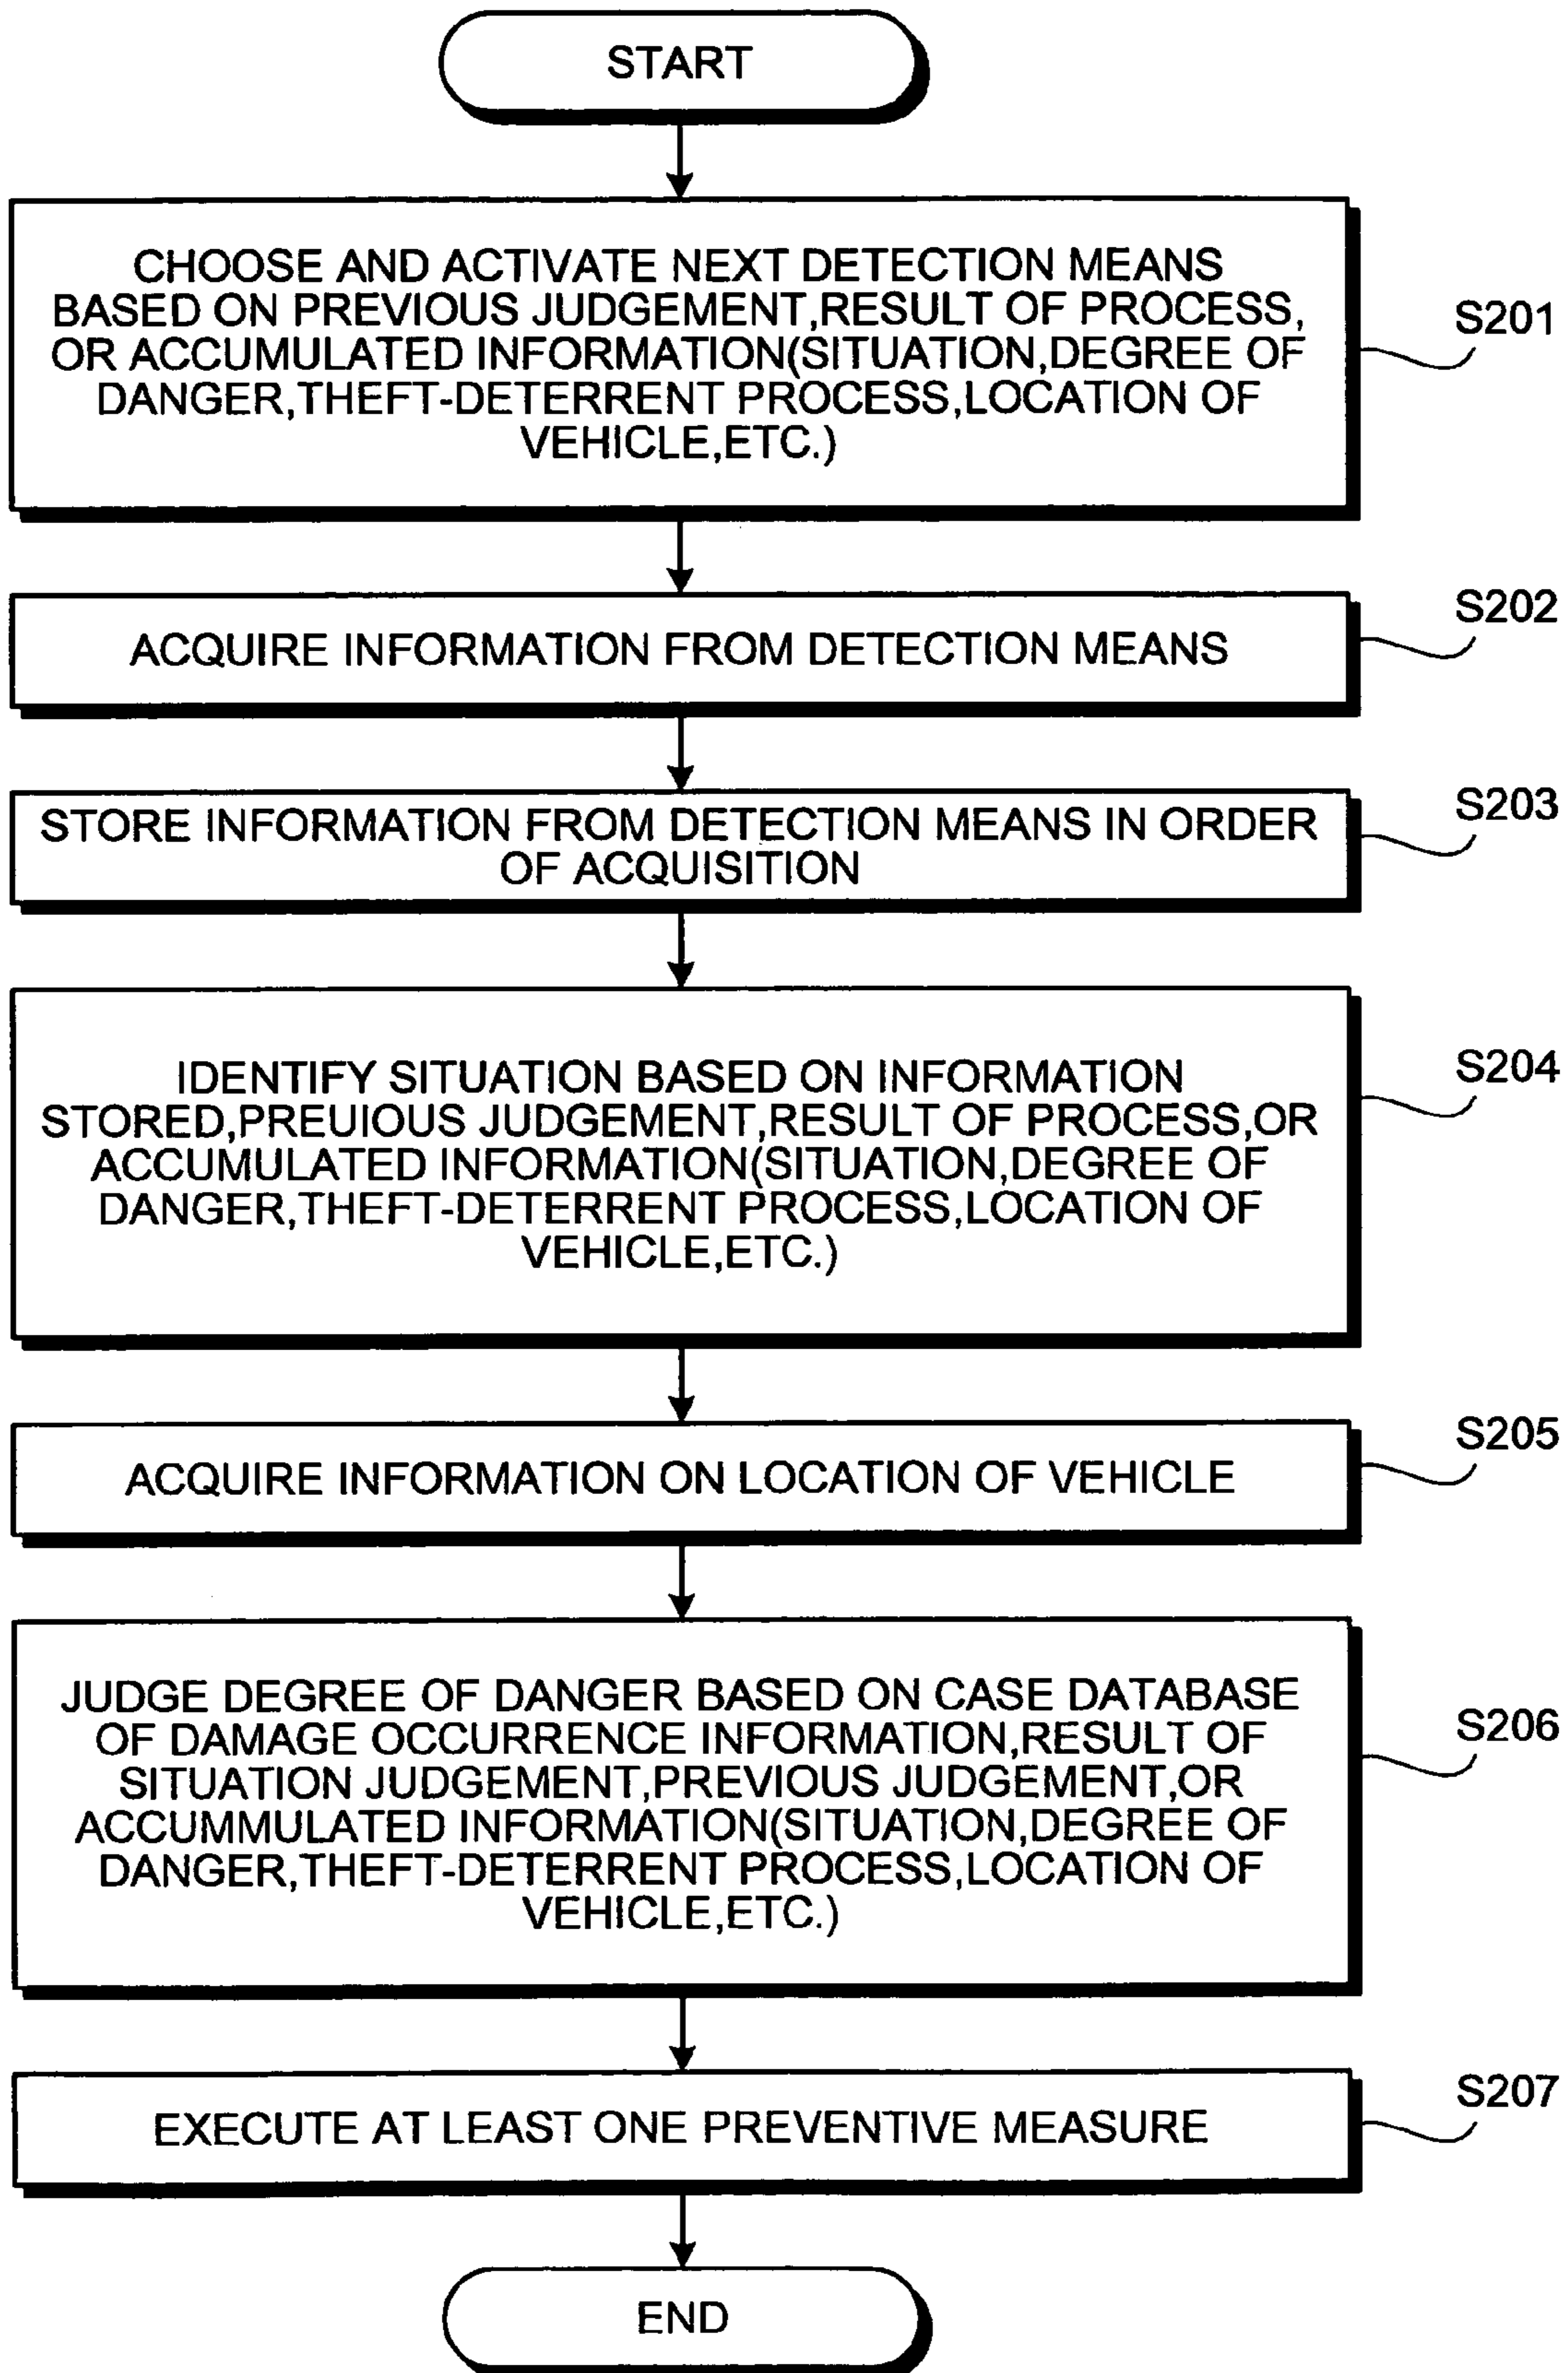 START
CHOOSE AND ACTIVATE NEXT DETECTION MEANS
BASED ON PREVIOUS JUDGEMENT,RESULT OF PROCESS,
OR ACCUMULATED INFORMATION(SITUATION,DEGREE OF
DANGER,THEFT-DETERRENT PROCESS,LOCATION OF
VEHICLE,ETC.)
S201
ACQUIRE INFORMATION FROM DETECTION MEANS
S202
STORE INFORMATION FROM DETECTION MEANS IN ORDER
OF ACQUISITION
S203
IDENTIFY SITUATION BASED ON INFORMATION
STORED,PREUIOUS JUDGEMENT,RESULT OF PROCESS,OR
ACCUMULATED INFORMATION(SITUATION,DEGREE OF
DANGER,THEFT-DETERRENT PROCESS,LOCATION OF
VEHICLE,ETC.)
S204
ACQUIRE INFORMATION ON LOCATION OF VEHICLE
S205
JUDGE DEGREE OF DANGER BASED ON CASE DATABASE
OF DAMAGE OCCURRENCE INFORMATION,RESULT OF
SITUATION JUDGEMENT,PREVIOUS JUDGEMENT,OR
ACCUMMULATED INFORMATION(SITUATION,DEGREE OF
DANGER,THEFT-DETERRENT PROCESS,LOCATION OF
VEHICLE,ETC.)
S206
EXECUTE AT LEAST ONE PREVENTIVE MEASURE
S207
END